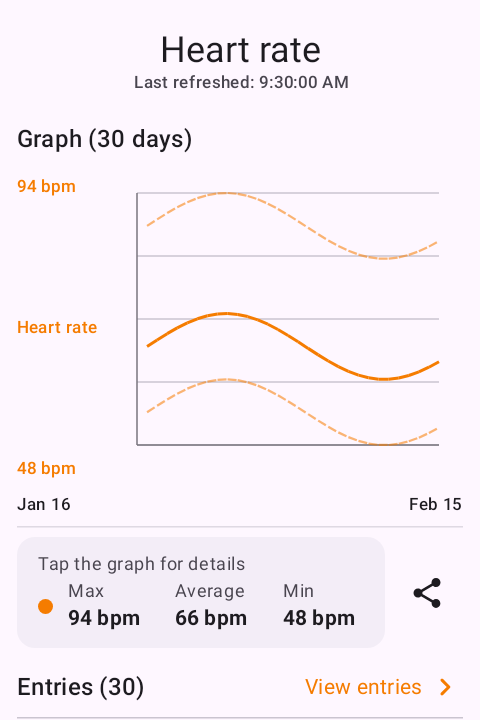 Heart rate
Last refreshed: 9:30:00 AM
Graph (30 days)
94 bpm
Heart rate
48 bpm
Jan 16 Feb 15
Tap the graph for details
Max Average Min
94 bpm 66 bpm 48 bpm
Entries (30) View entries